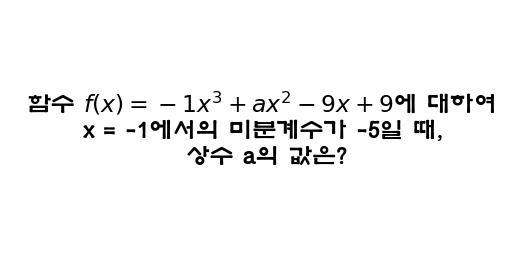 함수 f(x) = −1x³ + ax² − 9x + 9에 대하여
x = -1에서의 미분계수가 -5일 때,
상수 a의 값은?